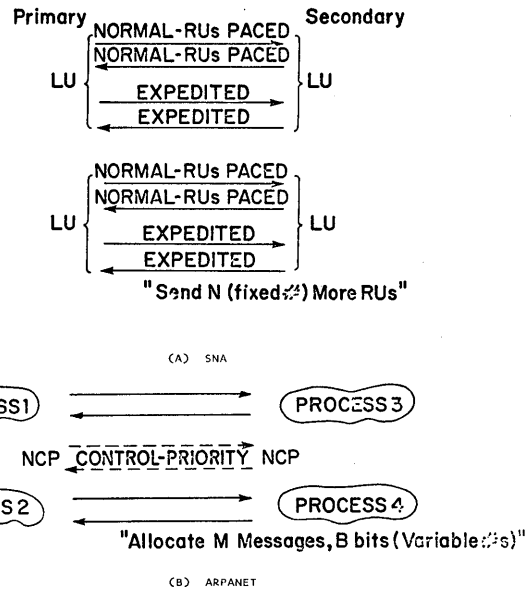 Primary Secondary
NORMAL-RUs PACED
NORMAL-RUs PACED
LU LU
EXPEDITED
EXPEDITED
NORMAL-RUs PACED
NORMAL-RUs PACED
LU LU
EXPEDITED
EXPEDITED
"Send N (fixed #) More RUs"
(A) SNA
SS1 PROCESS 3
NCP CONTROL-PRIORITY NCP
S 2 PROCESS 4
"Allocate M Messages, B bits (Variable #s)"
(B) ARPANET